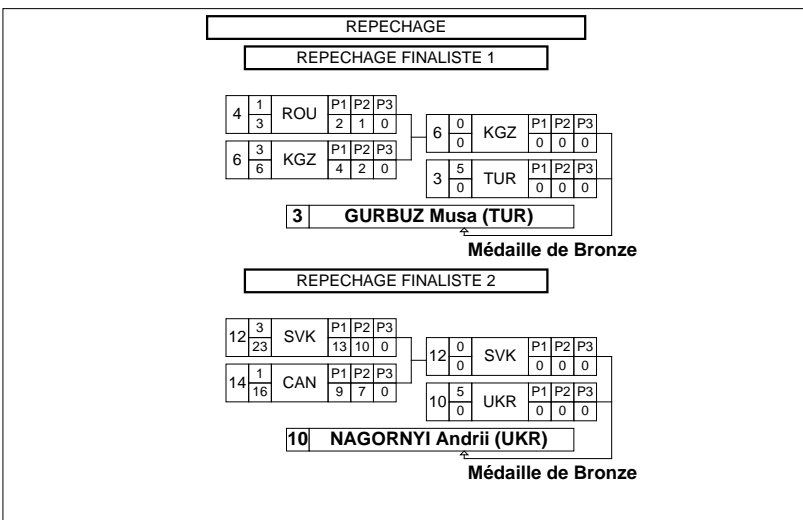 REPECHAGE
REPECHAGE FINALISTE 1
4 1 ROU P1 P2 P3
3 2 1 0
6 3 KGZ P1 P2 P3
6 4 2 0
6 0 KGZ P1 P2 P3
0 0 0 0
3 5 TUR P1 P2 P3
0 0 0 0
3 GURBUZ Musa (TUR)
Médaille de Bronze
REPECHAGE FINALISTE 2
12 3 SVK P1 P2 P3
23 13 10 0
14 1 CAN P1 P2 P3
16 9 7 0
12 0 SVK P1 P2 P3
0 0 0 0
10 5 UKR P1 P2 P3
0 0 0 0
10 NAGORNYI Andrii (UKR)
Médaille de Bronze